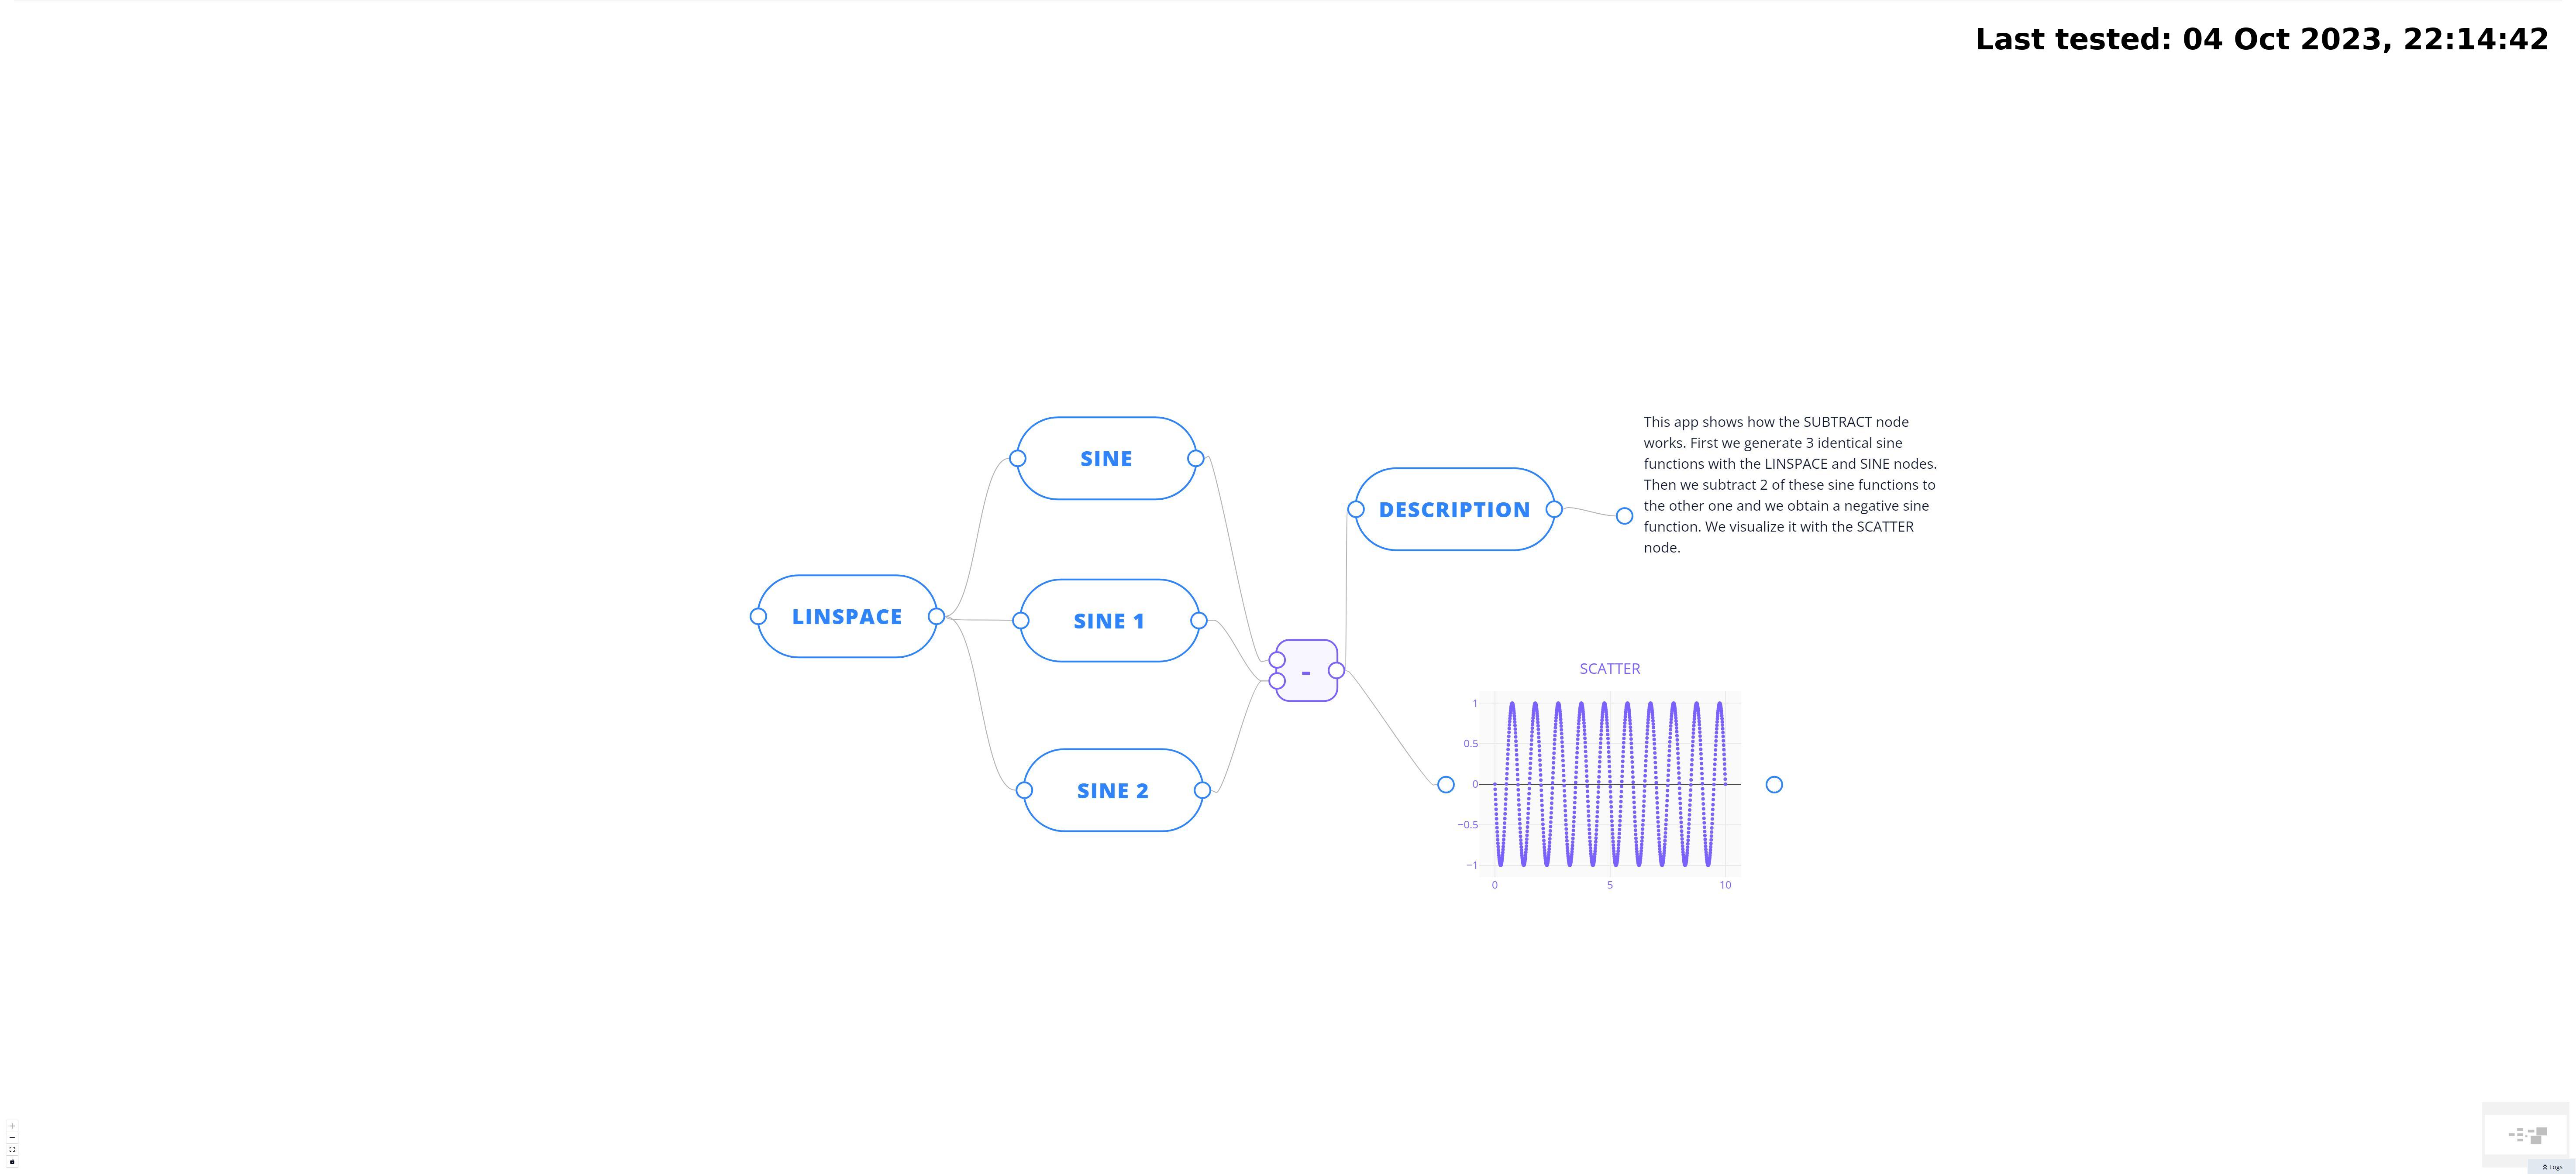 Last tested: 04 Oct 2023, 22:14:42
This app shows how the SUBTRACT node
works. First we generate 3 identical sine
functions with the LINSPACE and SINE nodes.
Then we subtract 2 of these sine functions to
the other one and we obtain a negative sine
function. We visualize it with the SCATTER
node.
SINE
DESCRIPTION
LINSPACE
SINE 1
-
SINE 2
SCATTER
1
0.5
0
−0.5
−1
0 5 10
Logs